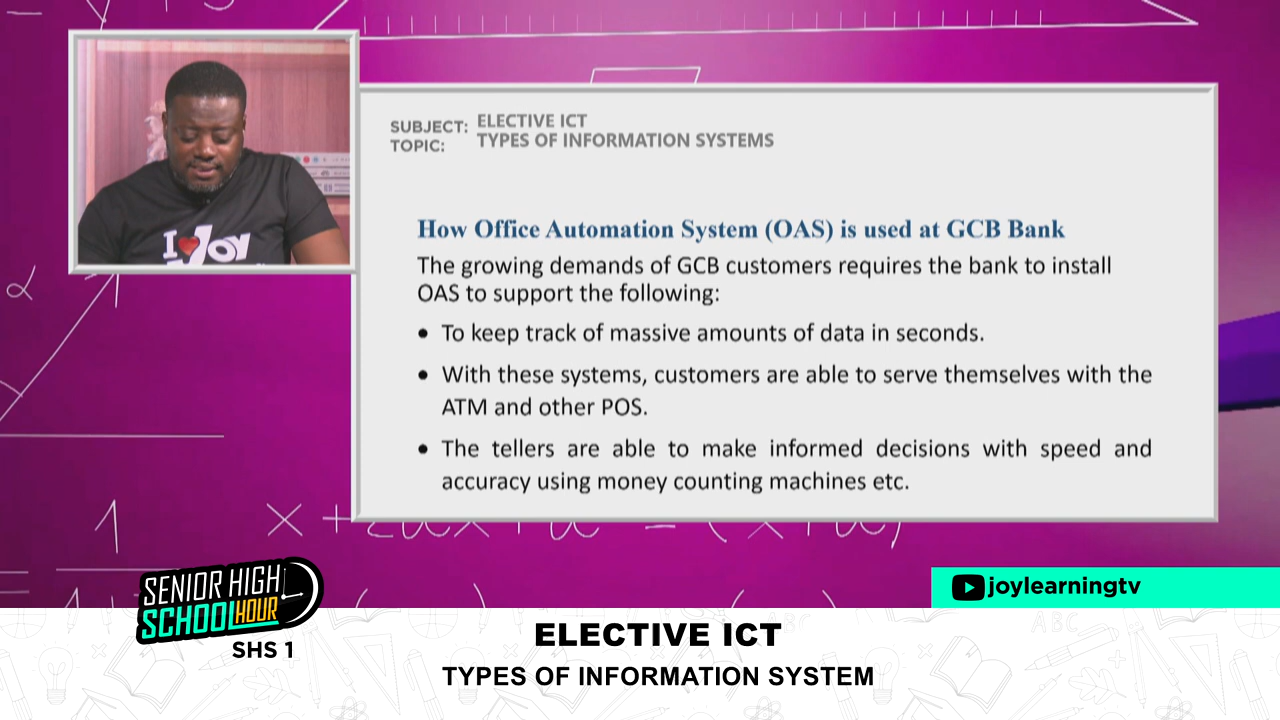 SUBJECT: ELECTIVE ICT
TOPIC: TYPES OF INFORMATION SYSTEMS
How Office Automation System (OAS) is used at GCB Bank
The growing demands of GCB customers requires the bank to install
OAS to support the following:
• To keep track of massive amounts of data in seconds.
• With these systems, customers are able to serve themselves with the
ATM and other POS.
• The tellers are able to make informed decisions with speed and
accuracy using money counting machines etc.
I Joy
SENIOR HIGH
SCHOOL HOUR
SHS 1
joylearningtv
ELECTIVE ICT
TYPES OF INFORMATION SYSTEM
ABC